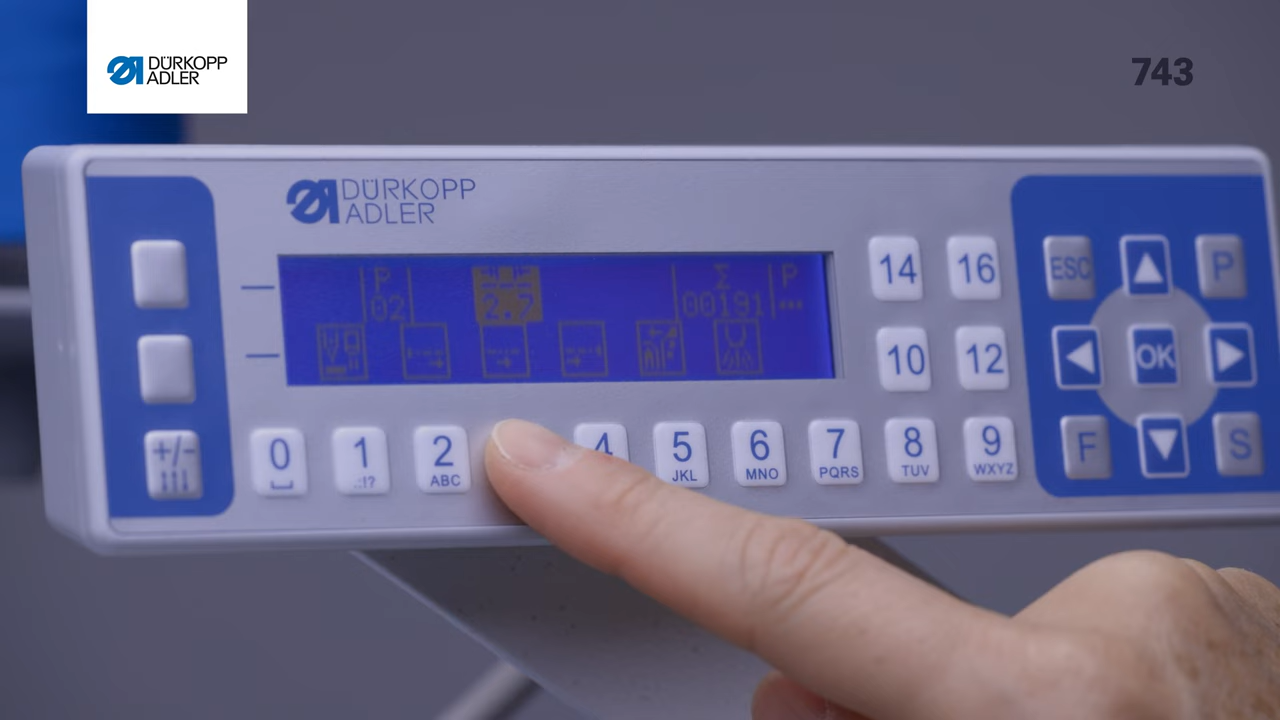 DÜRKOPP
ADLER
743
DÜRKOPP
ADLER
P Σ P
02 2.7 00191 ...
14 16
10 12
ESC P
OK
F S
+/-
0 1 2 4 5 6 7 8 9
.:!? ABC JKL MNO PQRS TUV WXYZ